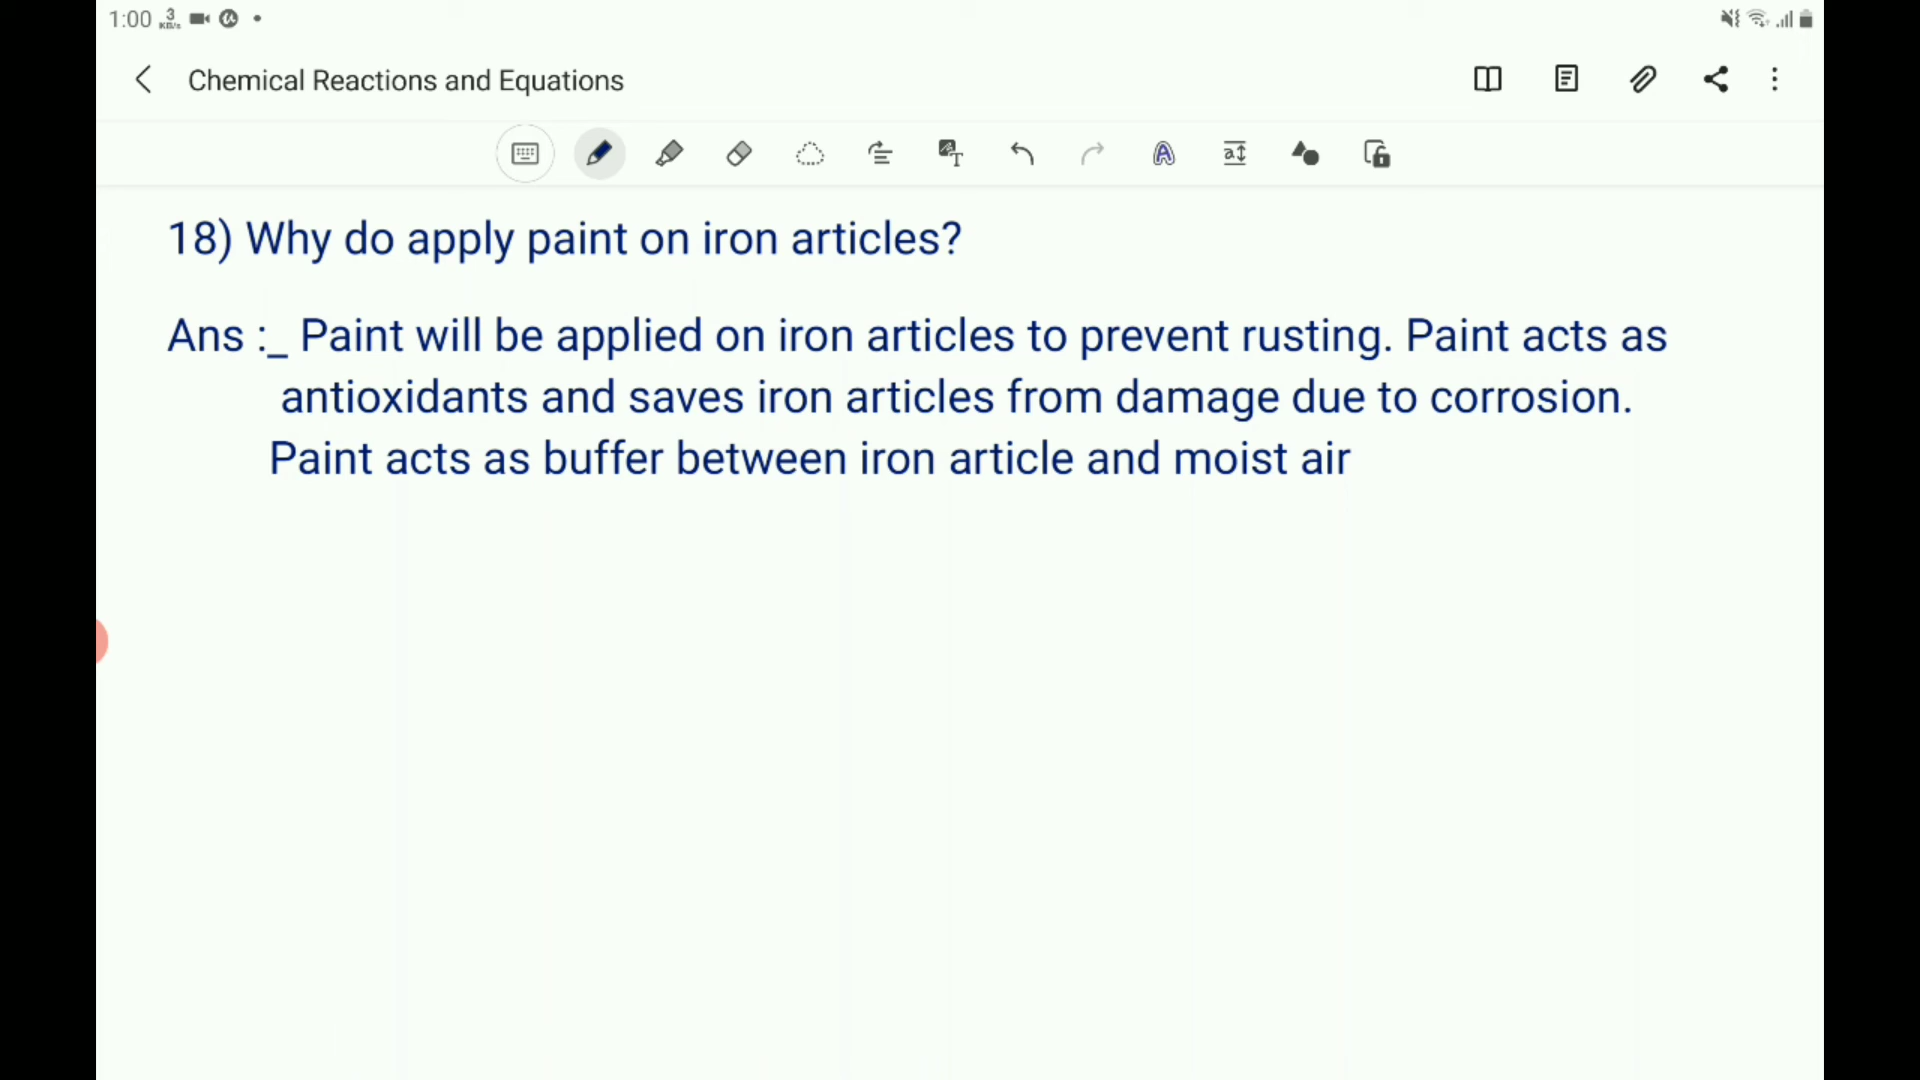 1:00 3 KB/s
Chemical Reactions and Equations
18) Why do apply paint on iron articles?
Ans :_ Paint will be applied on iron articles to prevent rusting. Paint acts as
antioxidants and saves iron articles from damage due to corrosion.
Paint acts as buffer between iron article and moist air